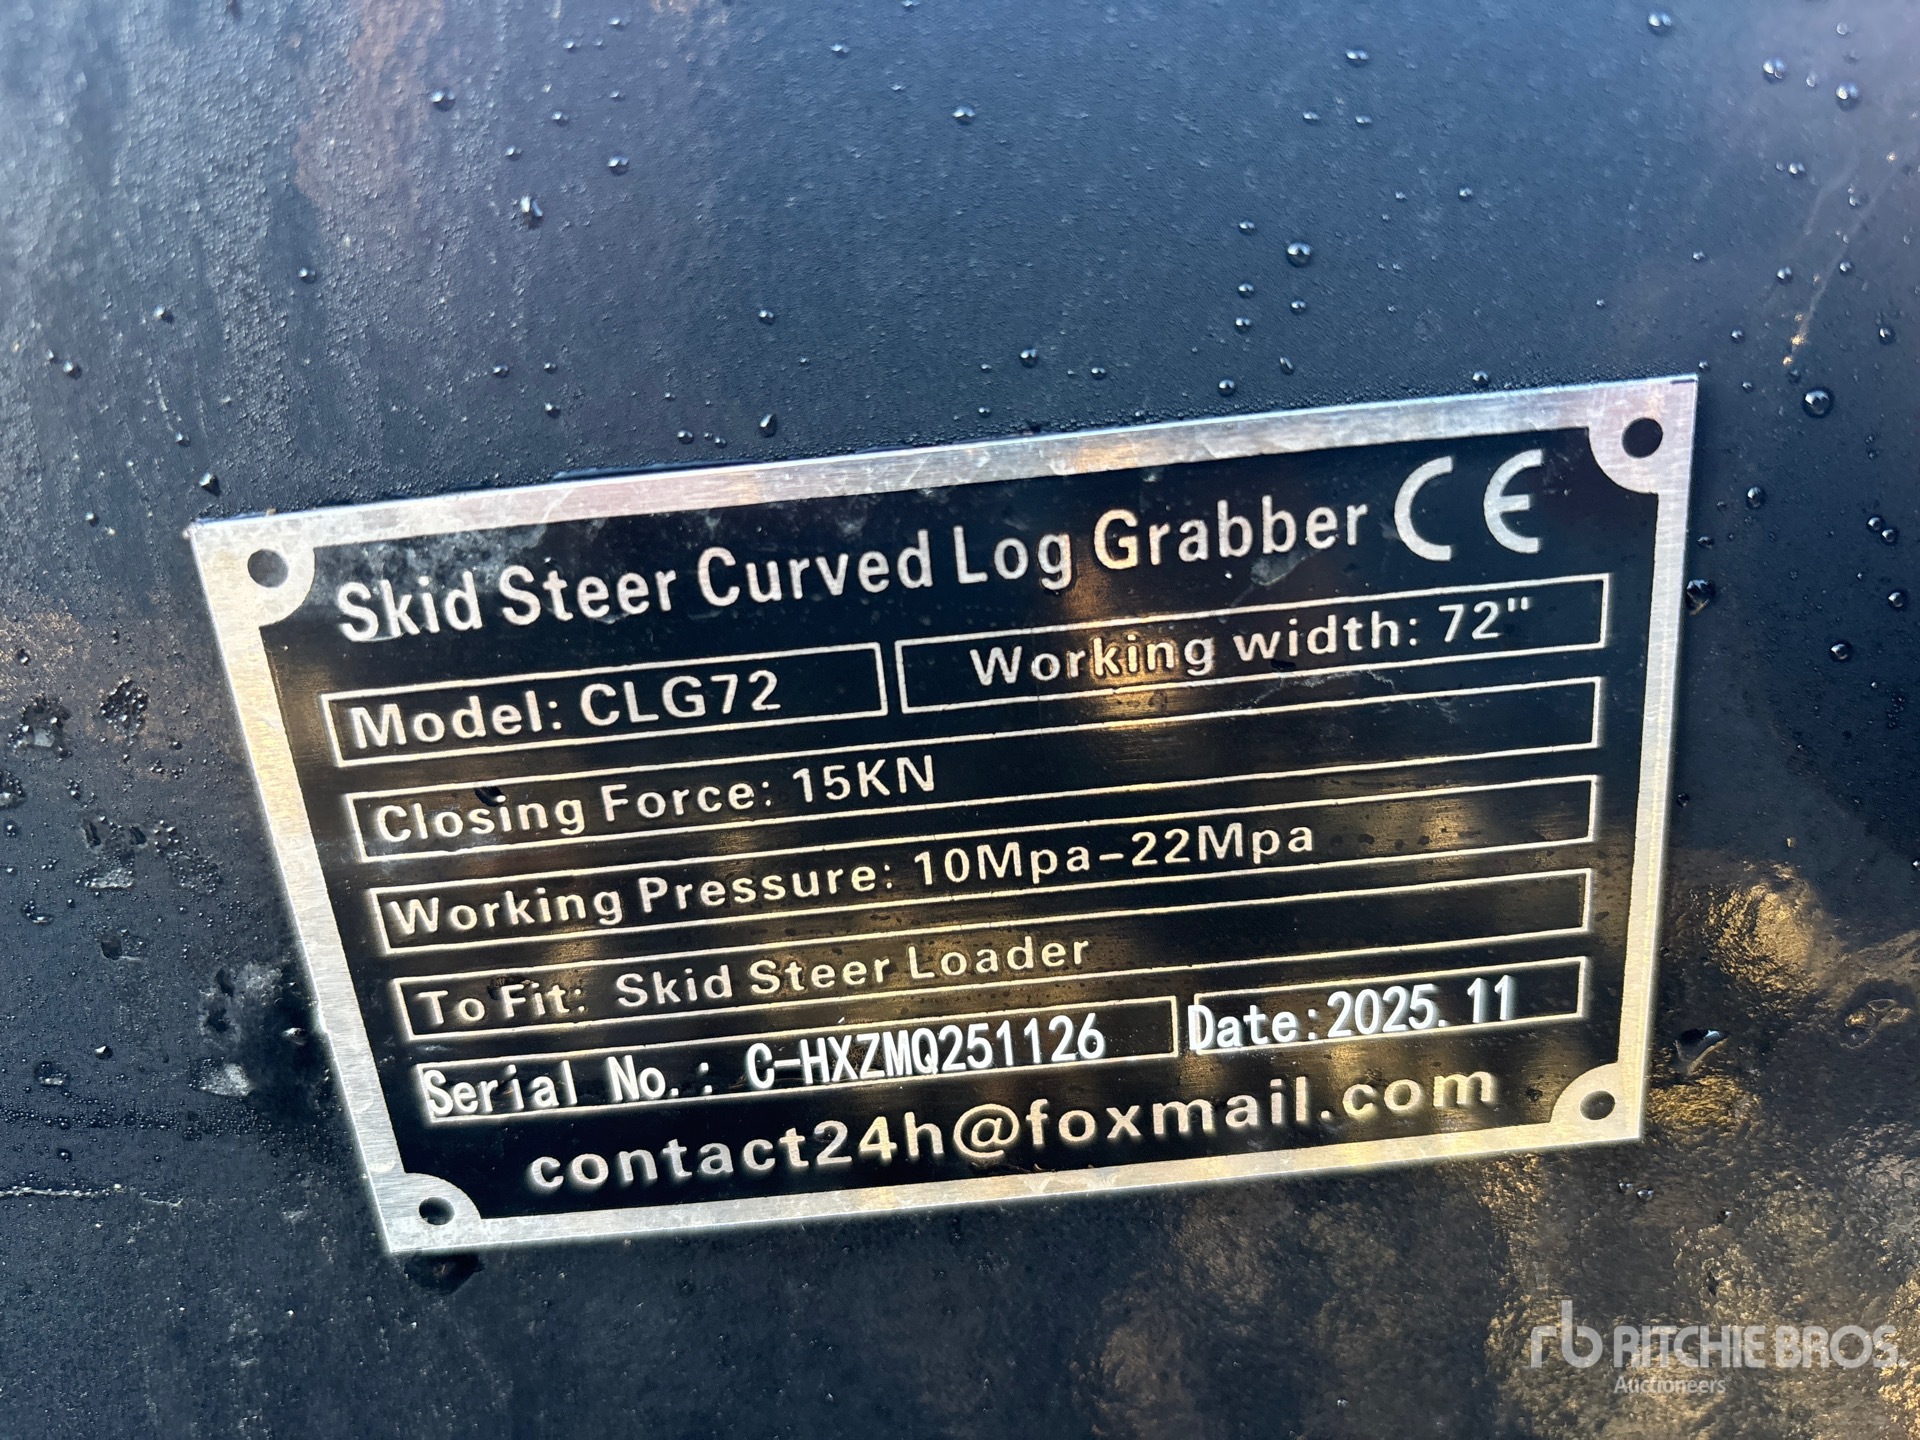 Skid Steer Curved Log Grabber CE
Model: CLG72 Working width: 72"
Closing Force: 15KN
Working Pressure: 10Mpa-22Mpa
To Fit: Skid Steer Loader
Serial No.: C-HXZMQ251126 Date:2025.11
contact24h@foxmail.com
rb RITCHIE BROS.
Auctioneers